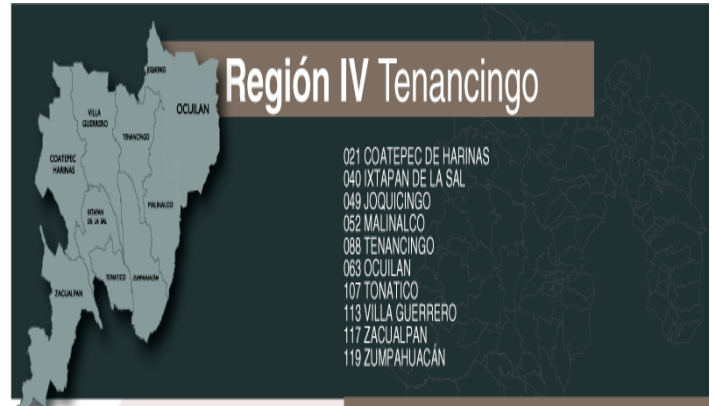 Región IV Tenancingo
JOQUICINGO
OCUILAN
VILLA
GUERRERO
TENANCINGO
COATEPEC
HARINAS
MALINALCO
IXTAPAN
DE LA SAL
TONATICO
ZUMPAHUACÁN
ZACUALPAN
021 COATEPEC DE HARINAS
040 IXTAPAN DE LA SAL
049 JOQUICINGO
052 MALINALCO
088 TENANCINGO
063 OCUILAN
107 TONATICO
113 VILLA GUERRERO
117 ZACUALPAN
119 ZUMPAHUACÁN